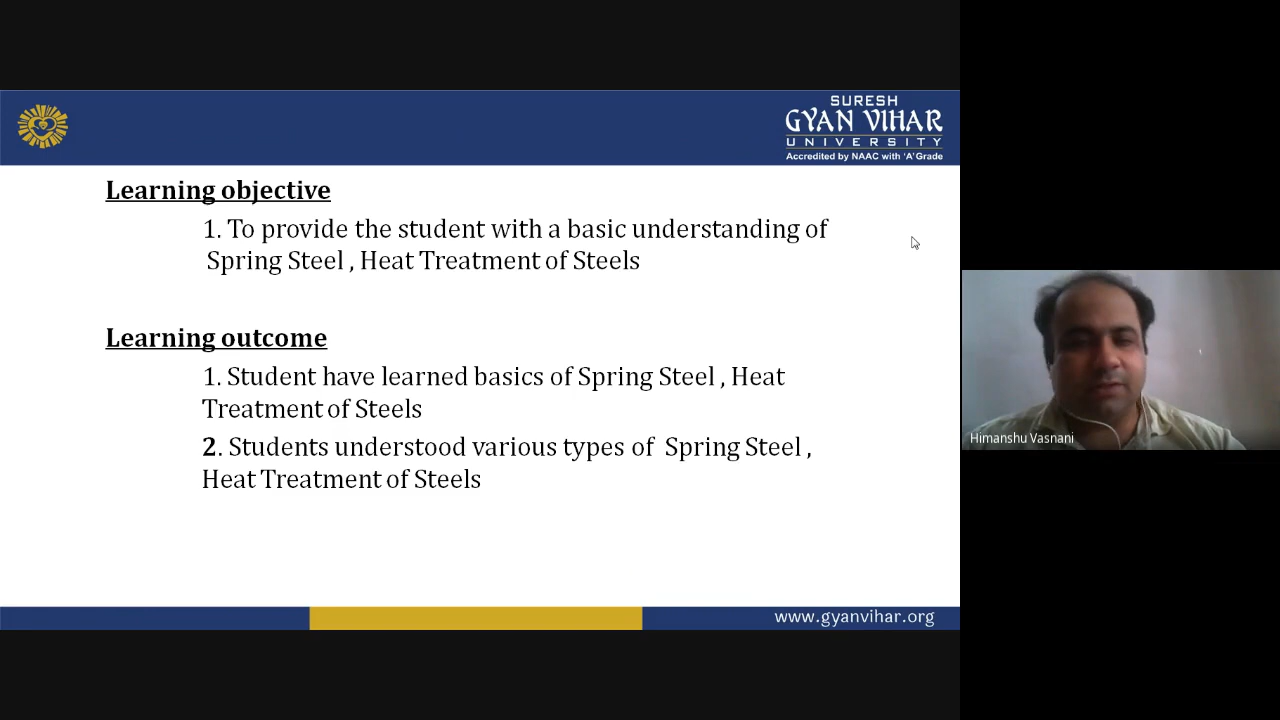 SURESH
GYAN VIHAR
UNIVERSITY
Accredited by NAAC with 'A' Grade
Learning objective
1. To provide the student with a basic understanding of
Spring Steel , Heat Treatment of Steels
Learning outcome
1. Student have learned basics of Spring Steel , Heat
Treatment of Steels
2. Students understood various types of Spring Steel ,
Heat Treatment of Steels
www.gyanvihar.org
Himanshu Vasnani